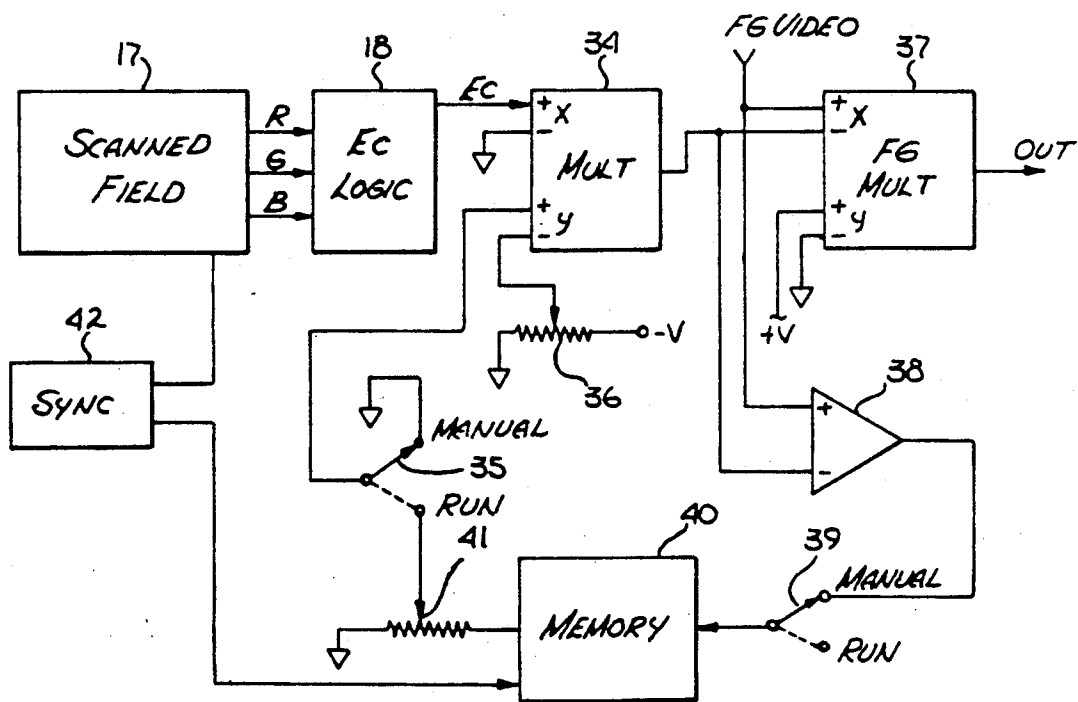 FG VIDEO
17
18
34
37
SCANNED
FIELD
R
G
B
EC
LOGIC
EC
+
X
-
MULT
+
Y
-
+
X
-
FG
MULT
+
Y
-
OUT
42
SYNC
-V
36
+V
38
+
-
MANUAL
35
RUN
41
40
MEMORY
39
MANUAL
RUN